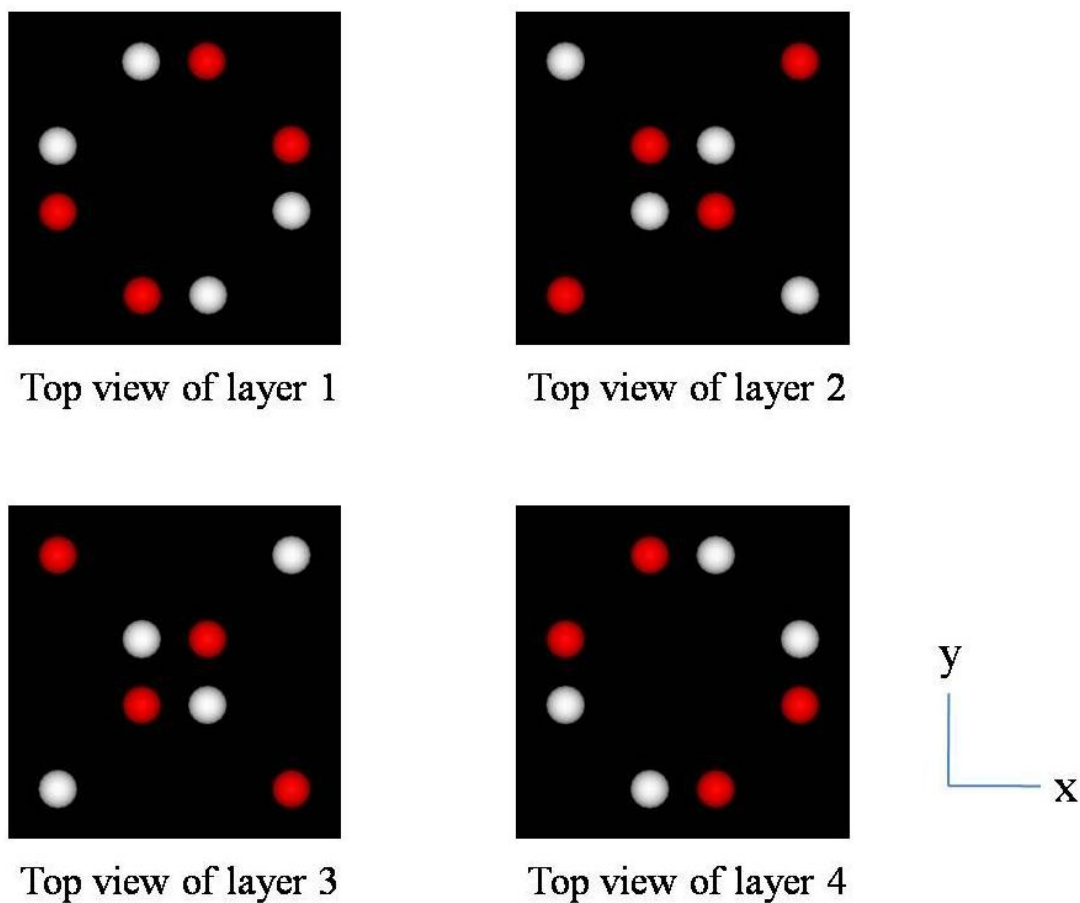 Top view of layer 1
Top view of layer 2
Top view of layer 3
Top view of layer 4
y
x